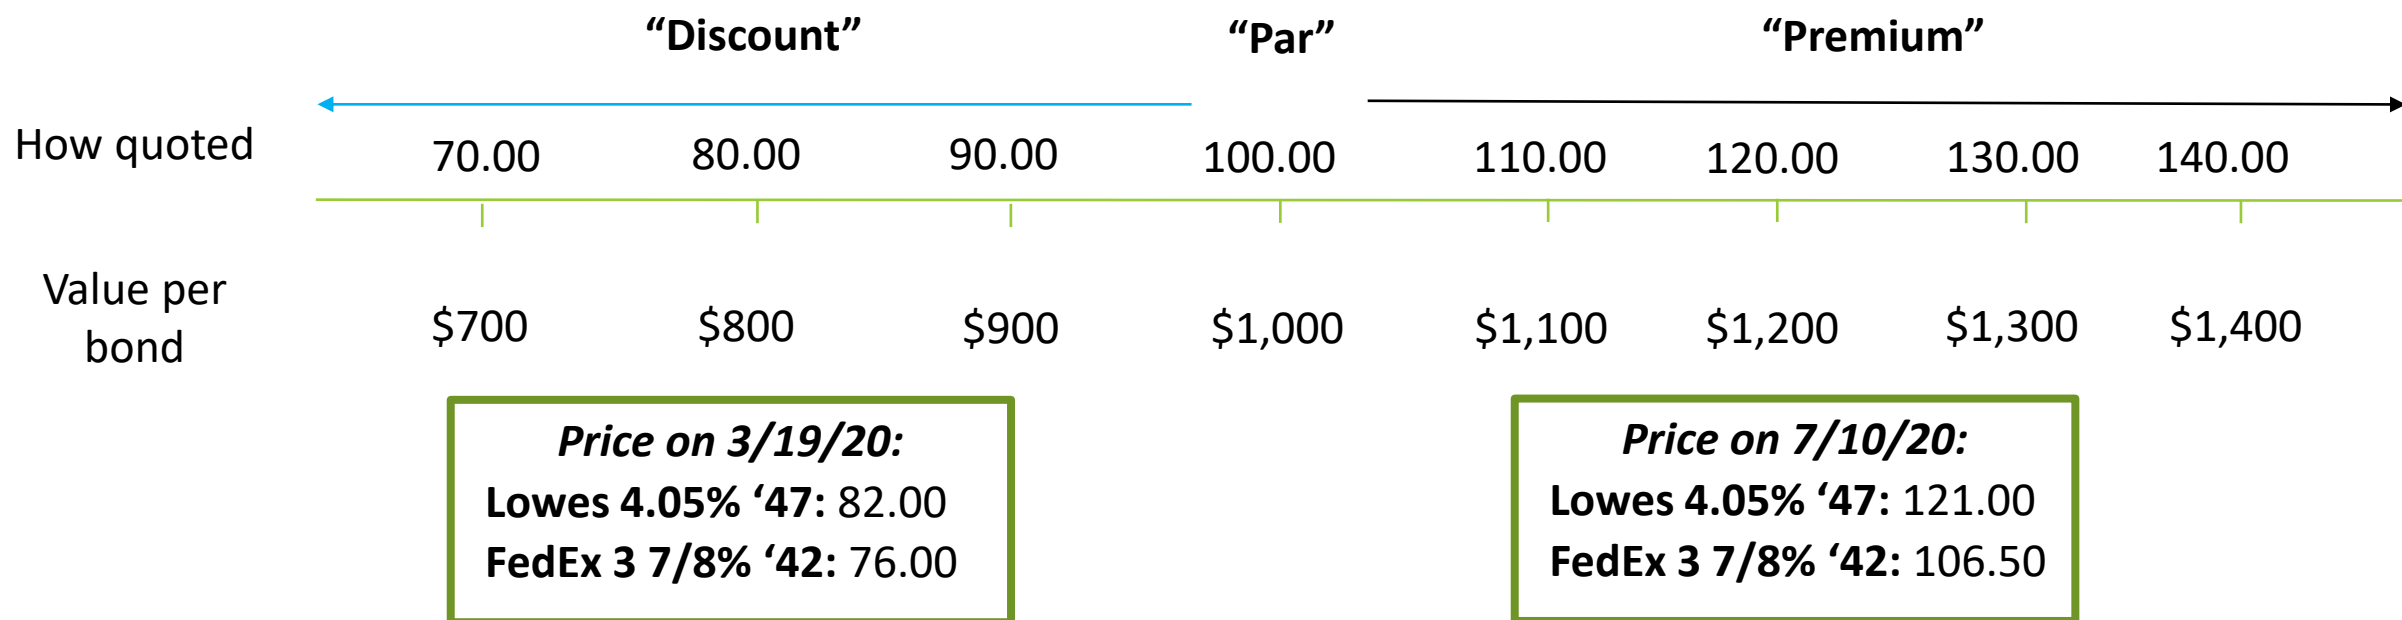 “Discount” “Par” “Premium”
How quoted 70.00 80.00 90.00 100.00 110.00 120.00 130.00 140.00
Value per
bond
$700 $800 $900 $1,000 $1,100 $1,200 $1,300 $1,400
Price on 3/19/20:
Lowes 4.05% ‘47: 82.00
FedEx 3 7/8% ‘42: 76.00
Price on 7/10/20:
Lowes 4.05% ‘47: 121.00
FedEx 3 7/8% ‘42: 106.50